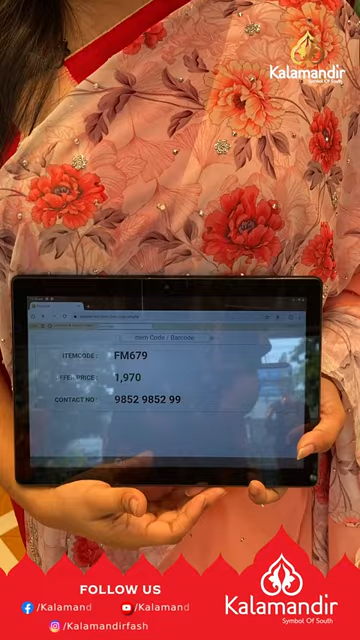 Kalamandir
Symbol Of South
Item Code / Barcode
ITEMCODE : FM679
OFFER PRICE : 1,970
CONTACT NO : 9852 9852 99
FOLLOW US
/Kalamand /Kalamand
/Kalamandirfash
Kalamandir
Symbol Of South